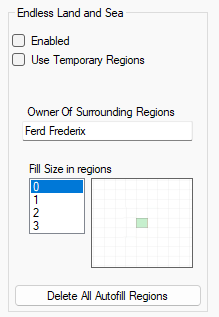 Endless Land and Sea
Enabled
Use Temporary Regions
Owner Of Surrounding Regions
Ferd Frederix
Fill Size in regions
0
1
2
3
Delete All Autofill Regions